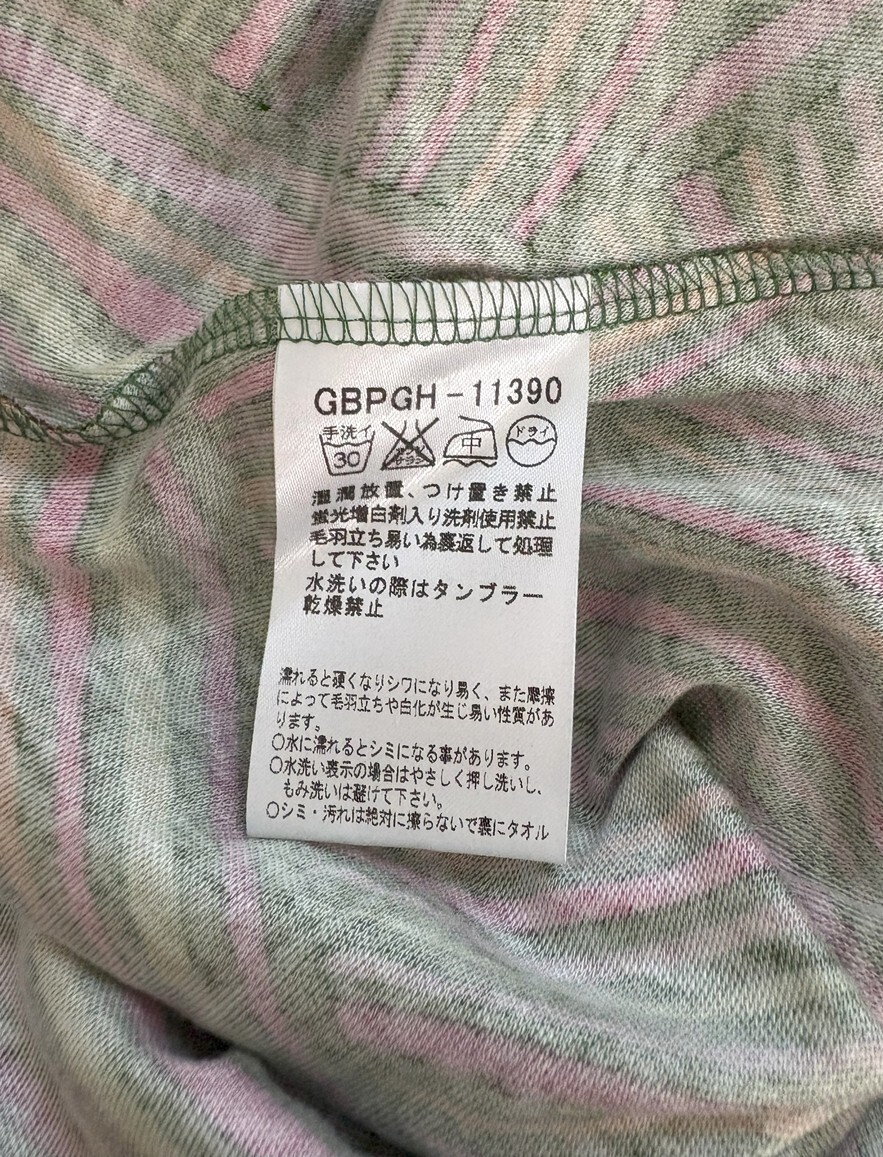 GBPGH-11390
手洗イ 30 エンソサラシ 中 ドライ
湿潤放置、つけ置き禁止
蛍光増白剤入り洗剤使用禁止
毛羽立ち易い為裏返して処理
して下さい
水洗いの際はタンブラー
乾燥禁止
濡れると硬くなりシワになり易く、また摩擦
によって毛羽立ちや白化が生じ易い性質があ
ります。
○水に濡れるとシミになる事があります。
○水洗い表示の場合はやさしく押し洗いし、
もみ洗いは避けて下さい。
○シミ・汚れは絶対に擦らないで裏にタオル